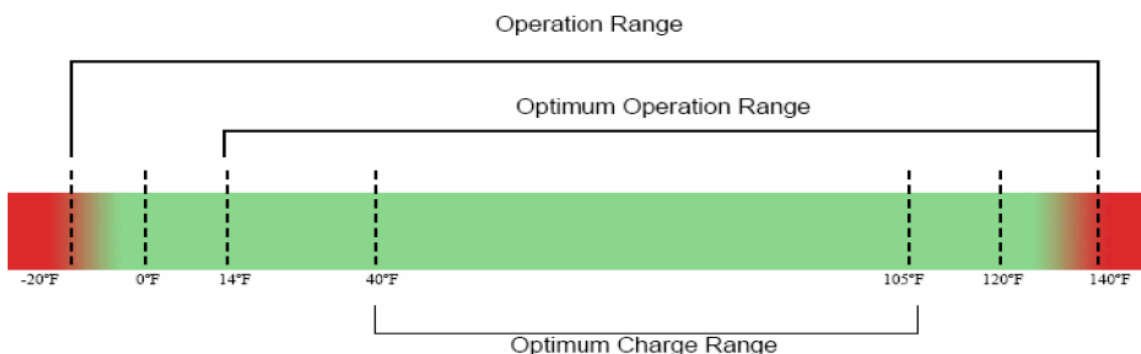 Operation Range
Optimum Operation Range
-20°F 0°F 14°F 40°F 105°F 120°F 140°F
Optimum Charge Range